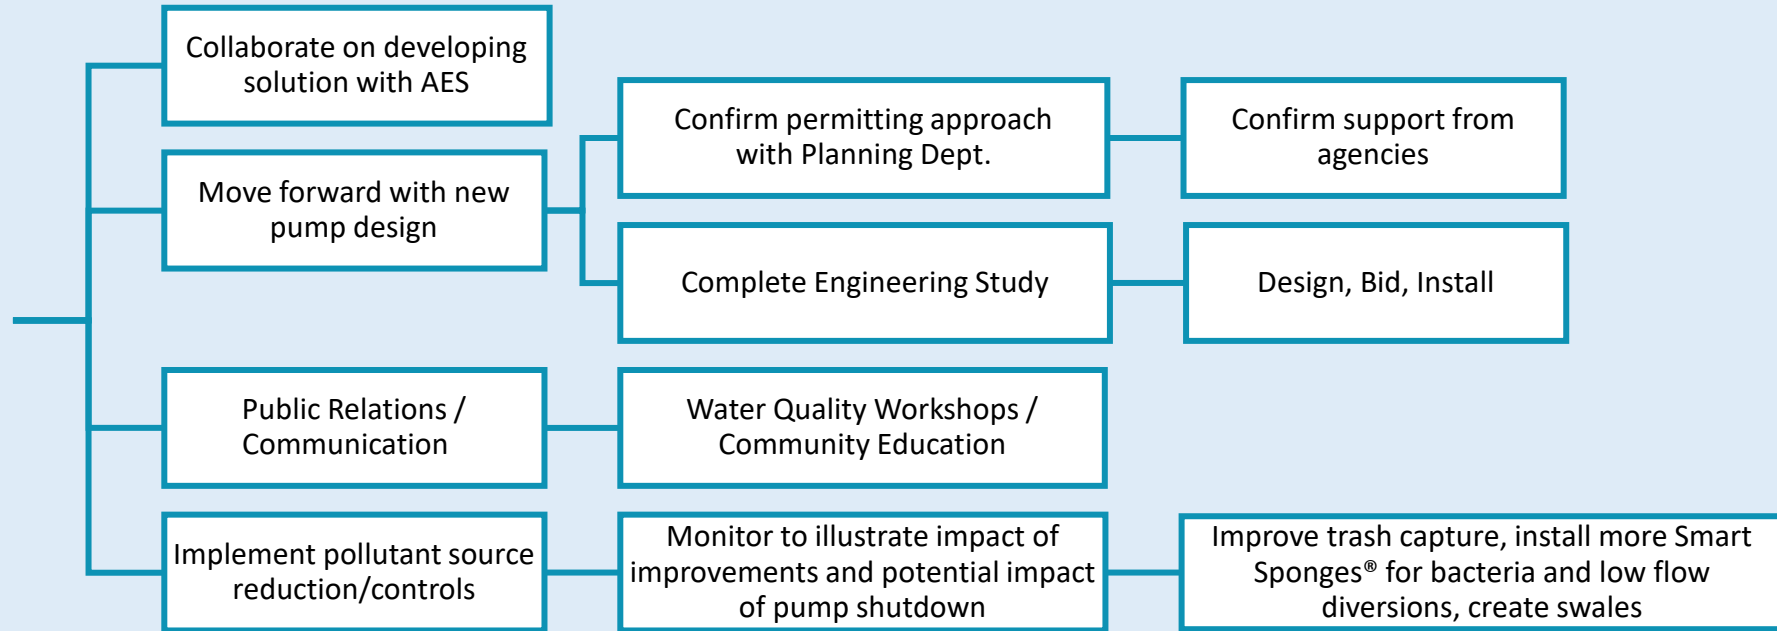 Collaborate on developing
solution with AES
Move forward with new
pump design
Confirm permitting approach
with Planning Dept.
Confirm support from
agencies
Complete Engineering Study
Design, Bid, Install
Public Relations /
Communication
Water Quality Workshops /
Community Education
Implement pollutant source
reduction/controls
Monitor to illustrate impact of
improvements and potential impact
of pump shutdown
Improve trash capture, install more Smart
Sponges® for bacteria and low flow
diversions, create swales